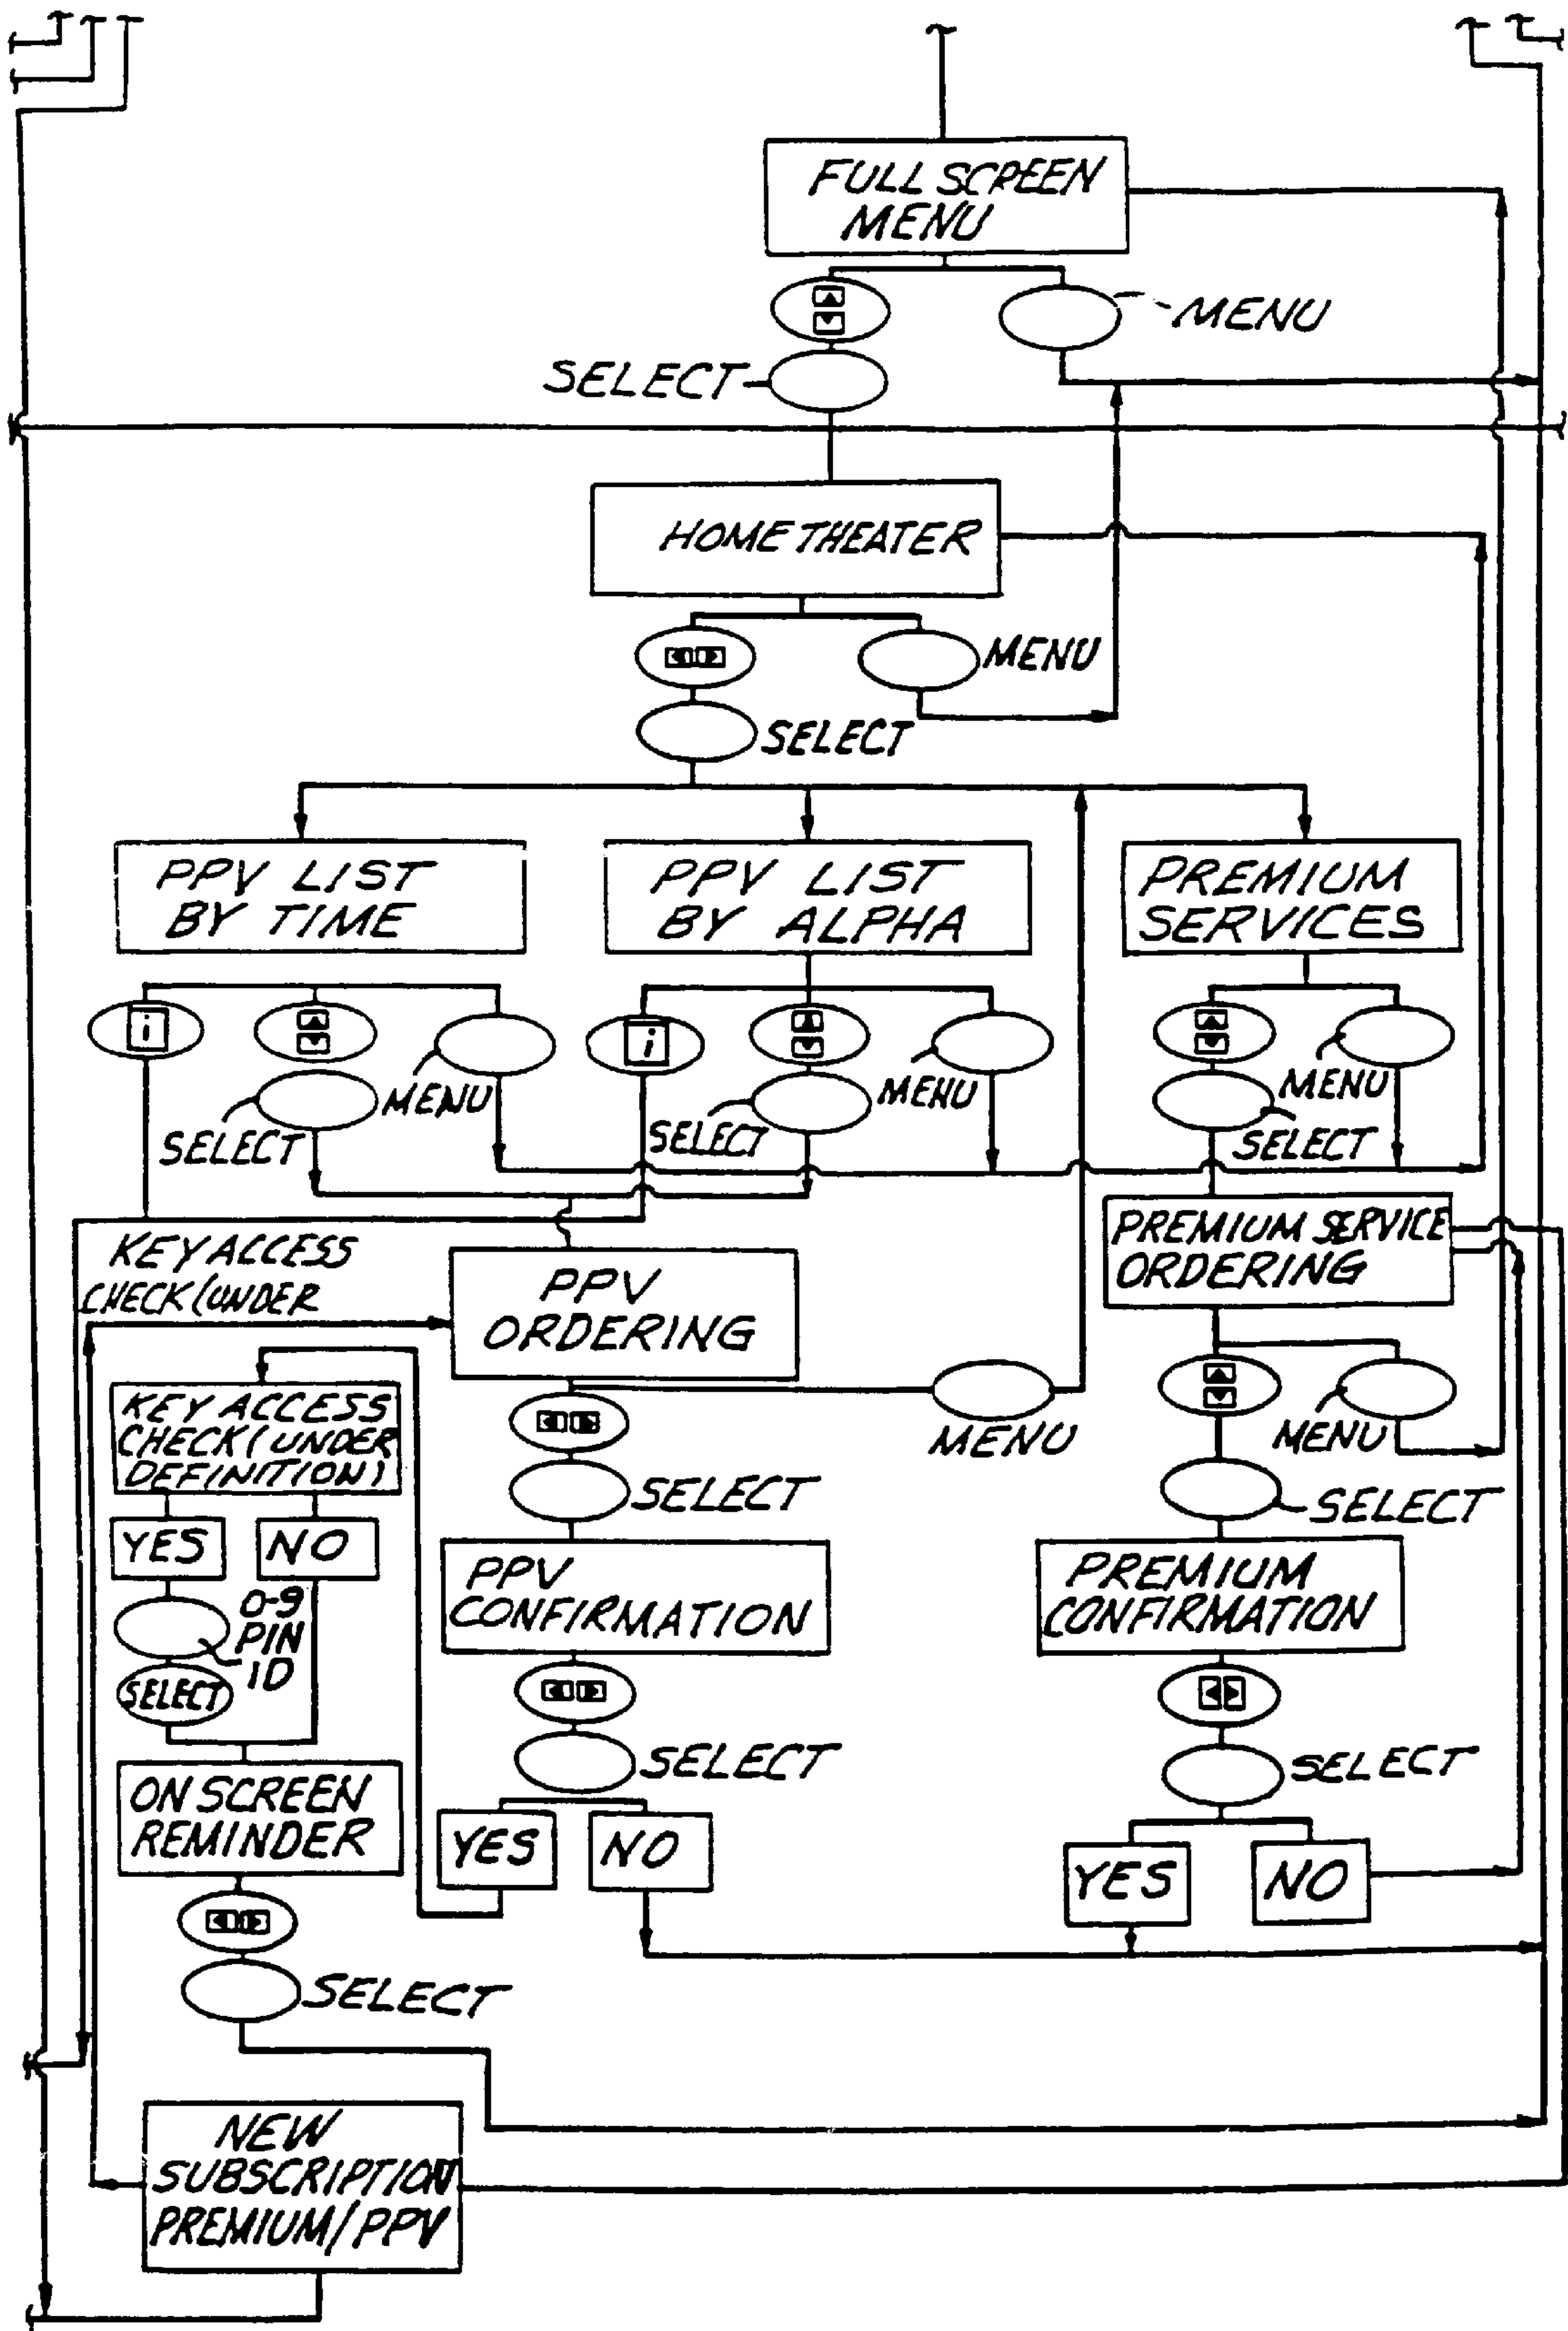 FULL SCREEN
MENU
MENU
SELECT
HOME THEATER
MENU
SELECT
PPV LIST
BY TIME
PPV LIST
BY ALPHA
PREMIUM
SERVICES
i
MENU
SELECT
i
MENU
SELECT
MENU
SELECT
KEY ACCESS
CHECK (UNDER
PPV
ORDERING
PREMIUM SERVICE
ORDERING
MENU
MENU
KEY ACCESS
CHECK (UNDER
DEFINITION)
SELECT
SELECT
YES
NO
0-9
PIN
ID
SELECT
PPV
CONFIRMATION
PREMIUM
CONFIRMATION
SELECT
SELECT
ON SCREEN
REMINDER
YES
NO
YES
NO
SELECT
NEW
SUBSCRIPTION
PREMIUM/PPV